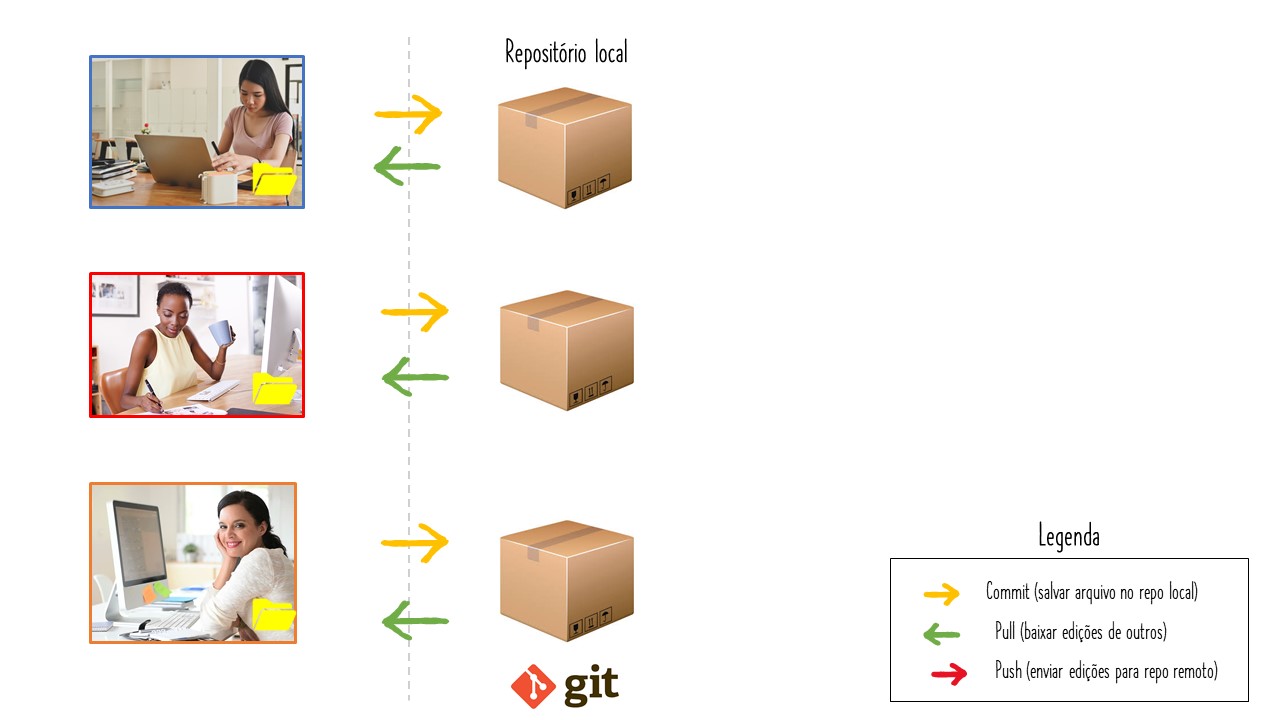 Repositório local
git
Legenda
Commit (salvar arquivo no repo local)
Pull (baixar edições de outros)
Push (enviar edições para repo remoto)